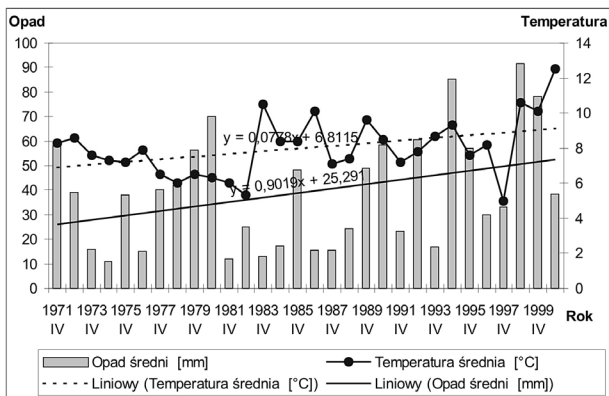 Opad Temperatura
100 14
90
80 12
70 10
60 8
50
40 6
30 4
20
10 2
0 0
y = 0,0778x + 6,8115
y = 0,9019x + 25,291
1971 1973 1975 1977 1979 1981 1983 1985 1987 1989 1991 1993 1995 1997 1999
IV IV IV IV IV IV IV IV IV IV IV IV IV IV IV Rok
Opad średni [mm] Temperatura średnia [°C]
Liniowy (Temperatura średnia [°C]) Liniowy (Opad średni [mm])